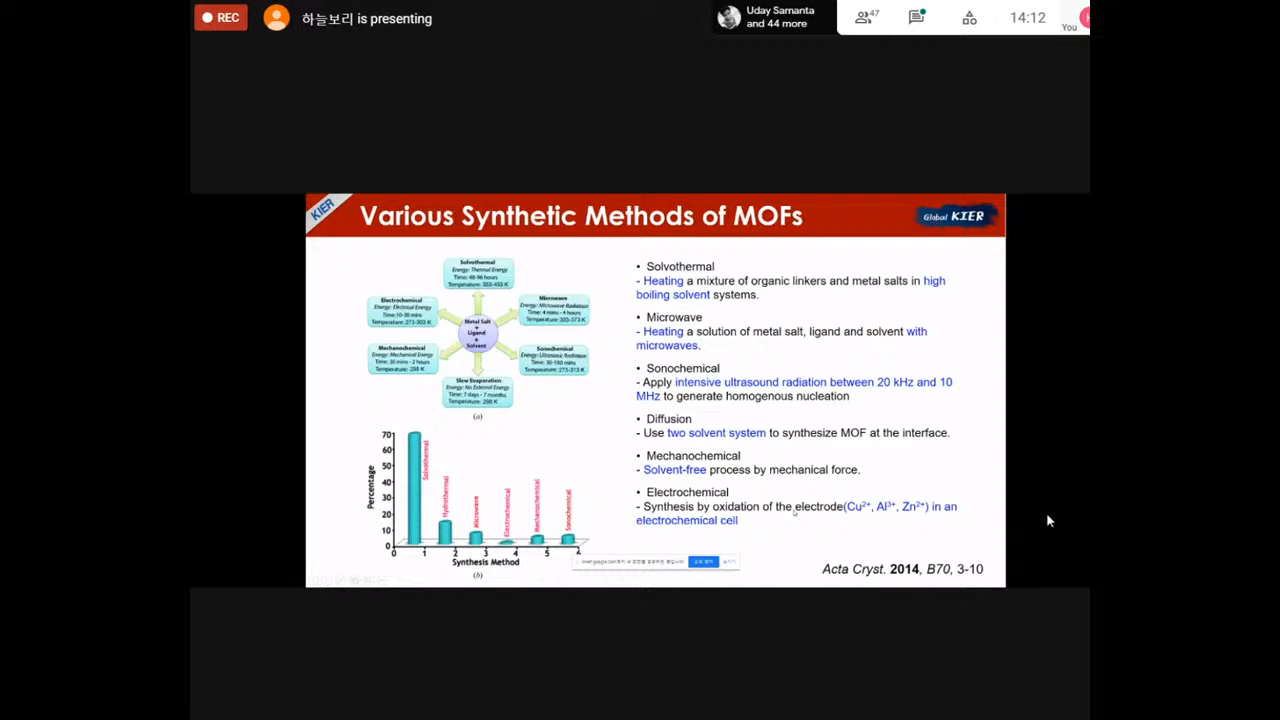 REC
하늘보리 is presenting
Uday Samanta
and 44 more
47
14:12
You
KIER
Various Synthetic Methods of MOFs
Global KIER
Solvothermal
Energy: Thermal Energy
Time: 48-96 hours
Temperature: 353-453 K
Electrochemical
Energy: Electrical Energy
Time:10-30 mins
Temperature: 273-303 K
Microwave
Energy: Microwave Radiation
Time: 4 mins - 4 hours
Temperature: 303-373 K
Metal Salt
+
Ligand
+
Solvent
Mechanochemical
Energy: Mechanical Energy
Time: 30 mins - 2 hours
Temperature: 298 K
Sonochemical
Energy: Ultrasonic Radiation
Time: 30-180 mins
Temperature: 273-313 K
Slow Evaporation
Energy: No External Energy
Time: 7 days - 7 months
Temperature: 298 K
(a)
Percentage
70
60
50
40
30
20
10
0
Solvothermal
Hydrothermal
Microwave
Electrochemical
Mechanochemical
Sonochemical
0 1 2 3 4 5 6
Synthesis Method
(b)
• Solvothermal
- Heating a mixture of organic linkers and metal salts in high
boiling solvent systems.
• Microwave
- Heating a solution of metal salt, ligand and solvent with
microwaves.
• Sonochemical
- Apply intensive ultrasound radiation between 20 kHz and 10
MHz to generate homogenous nucleation
• Diffusion
- Use two solvent system to synthesize MOF at the interface.
• Mechanochemical
- Solvent-free process by mechanical force.
• Electrochemical
- Synthesis by oxidation of the electrode(Cu²⁺, Al³⁺, Zn²⁺) in an
electrochemical cell
Acta Cryst. 2014, B70, 3-10